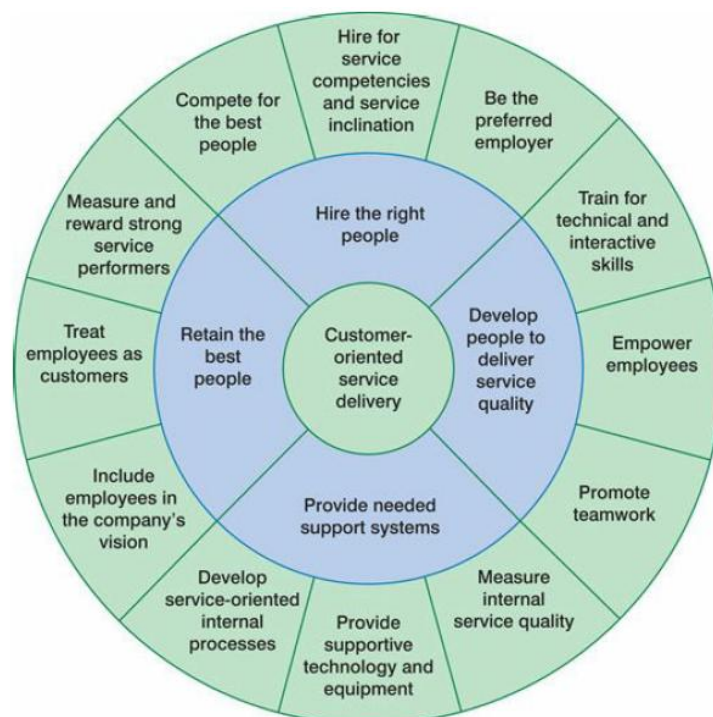 Hire for
service
competencies
and service
inclination
Be the
preferred
employer
Train for
technical and
interactive
skills
Empower
employees
Promote
teamwork
Measure
internal
service quality
Provide
supportive
technology and
equipment
Develop
service-oriented
internal
processes
Include
employees in
the company's
vision
Treat
employees as
customers
Measure and
reward strong
service
performers
Compete for
the best
people
Hire the right
people
Develop
people to
deliver
service
quality
Provide needed
support systems
Retain the
best
people
Customer-
oriented
service
delivery